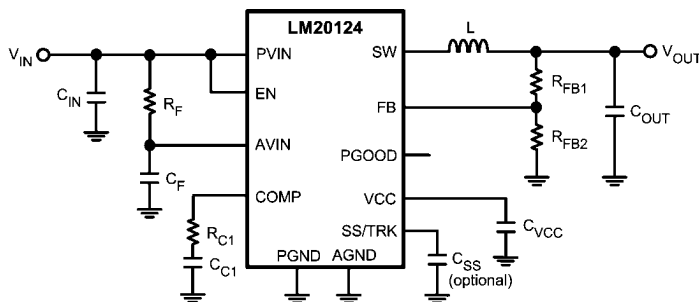 LM20124
V_IN
PVIN
SW
L
V_OUT
C_IN
R_F
EN
FB
R_FB1
C_OUT
AVIN
PGOOD
R_FB2
C_F
COMP
VCC
R_C1
SS/TRK
C_VCC
C_C1
PGND
AGND
C_SS
(optional)